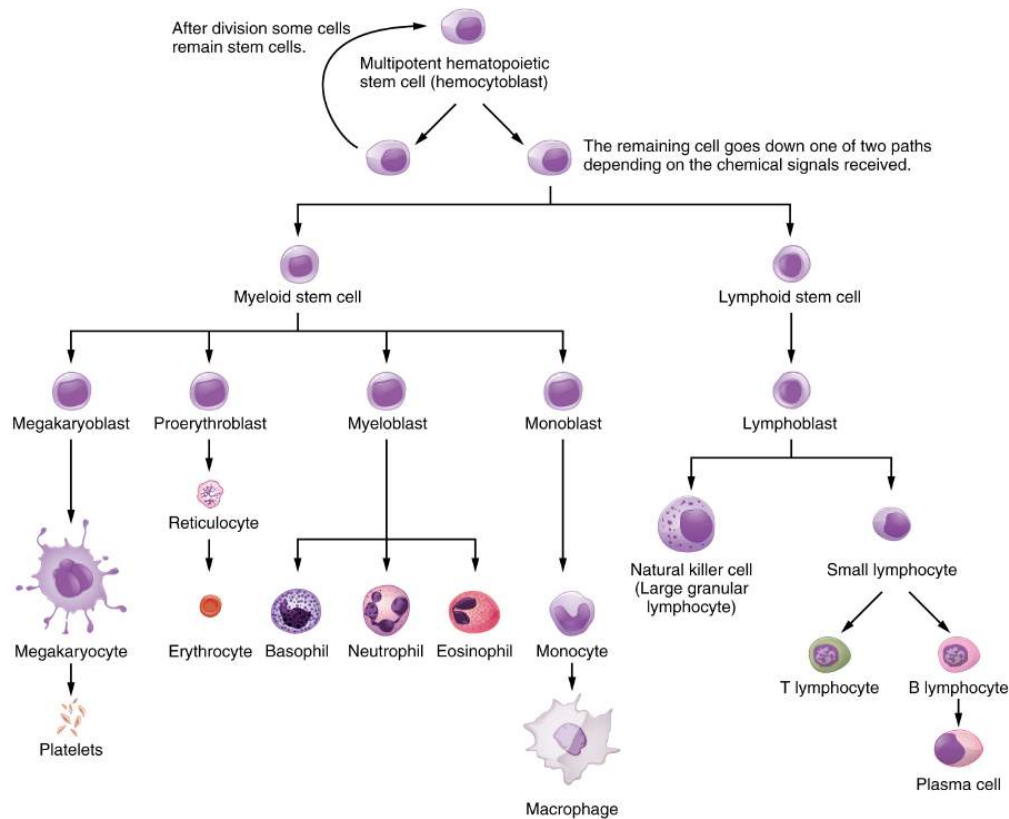 After division some cells
remain stem cells.
Multipotent hematopoietic
stem cell (hemocytoblast)
The remaining cell goes down one of two paths
depending on the chemical signals received.
Myeloid stem cell
Lymphoid stem cell
Megakaryoblast
Proerythroblast
Myeloblast
Monoblast
Lymphoblast
Reticulocyte
Natural killer cell
(Large granular
lymphocyte)
Small lymphocyte
Megakaryocyte
Erythrocyte
Basophil
Neutrophil
Eosinophil
Monocyte
T lymphocyte
B lymphocyte
Platelets
Plasma cell
Macrophage